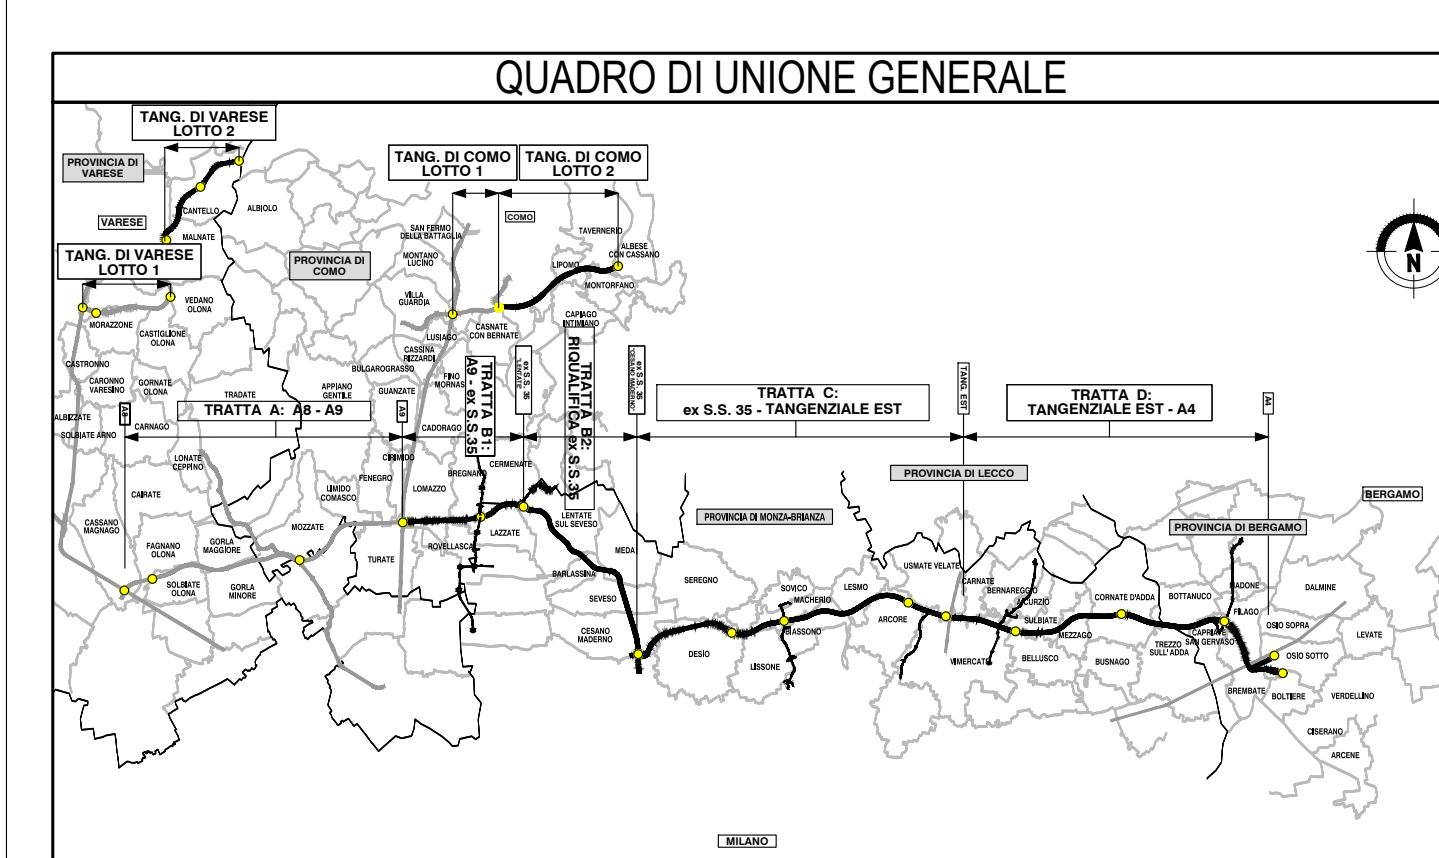 QUADRO DI UNIONE GENERALE
TANG. DI VARESE
LOTTO 2
PROVINCIA DI
VARESE
CANTELLO
ALBIOLO
VARESE
MALNATE
TANG. DI VARESE
LOTTO 1
VEDANO
OLONA
MORAZZONE
CASTIGLIONE
OLONA
CASTRONNO
CARONNO
VARESINO
GORNATE
OLONA
TRADATE
ALBIZZATE
SOLBIATE ARNO
CARNAGO
A8
TRATTA A: A8 - A9
A9
TANG. DI COMO
LOTTO 1
TANG. DI COMO
LOTTO 2
COMO
PROVINCIA DI
COMO
SAN FERMO
DELLA BATTAGLIA
MONTANO
LUCINO
VILLA
GUARDIA
TAVERNERIO
ALBESE
CON CASSANO
LIPOMO
MONTORFANO
LUSIAGO
CASNATE
CON BERNATE
CAPIAGO
INTIMIANO
CASSINA
RIZZARDI
BULGAROGRASSO
FINO
MORNAS
APPIANO
GENTILE
GUANZATE
CADORAGO
TRATTA B1:
A9 - ex S.S.35
ex S.S. 35
"LENTATE"
TRATTA B2:
RIQUALIFICA ex S.S.35
ex S.S. 35
"CESANO MADERNO"
TRATTA C:
ex S.S. 35 - TANGENZIALE EST
TANG. EST
TRATTA D:
TANGENZIALE EST - A4
A4
N
LONATE
CEPPINO
CIRIMIDO
FENEGRO
BREGNANO
CERMENATE
LIMIDO
COMASCO
LOMAZZO
CAIRATE
CASSANO
MAGNAGO
MOZZATE
FAGNANO
OLONA
GORLA
MAGGIORE
TURATE
ROVELLASCA
LAZZATE
LENTATE
SUL SEVESO
SOLBIATE
OLONA
GORLA
MINORE
MEDA
BARLASSINA
SEVESO
CESANO
MADERNO
PROVINCIA DI LECCO
PROVINCIA DI MONZA-BRIANZA
BERGAMO
PROVINCIA DI BERGAMO
SEREGNO
DESIO
LISSONE
SOVICO
MACHERIO
BIASSONO
LESMO
ARCORE
USMATE VELATE
CARNATE
BERNAREGGIO
CURZIO
SULBIATE
MEZZAGO
VIMERCATE
BELLUSCO
BUSNAGO
CORNATE D'ADDA
BOTTANUCO
TREZZO
SULL' ADDA
MADONE
FILAGO
CAPRIATE
SAN GERVASO
DALMINE
OSIO SOPRA
OSIO SOTTO
LEVATE
BREMBATE
BOLTIERE
VERDELLINO
CISERANO
ARCENE
MILANO